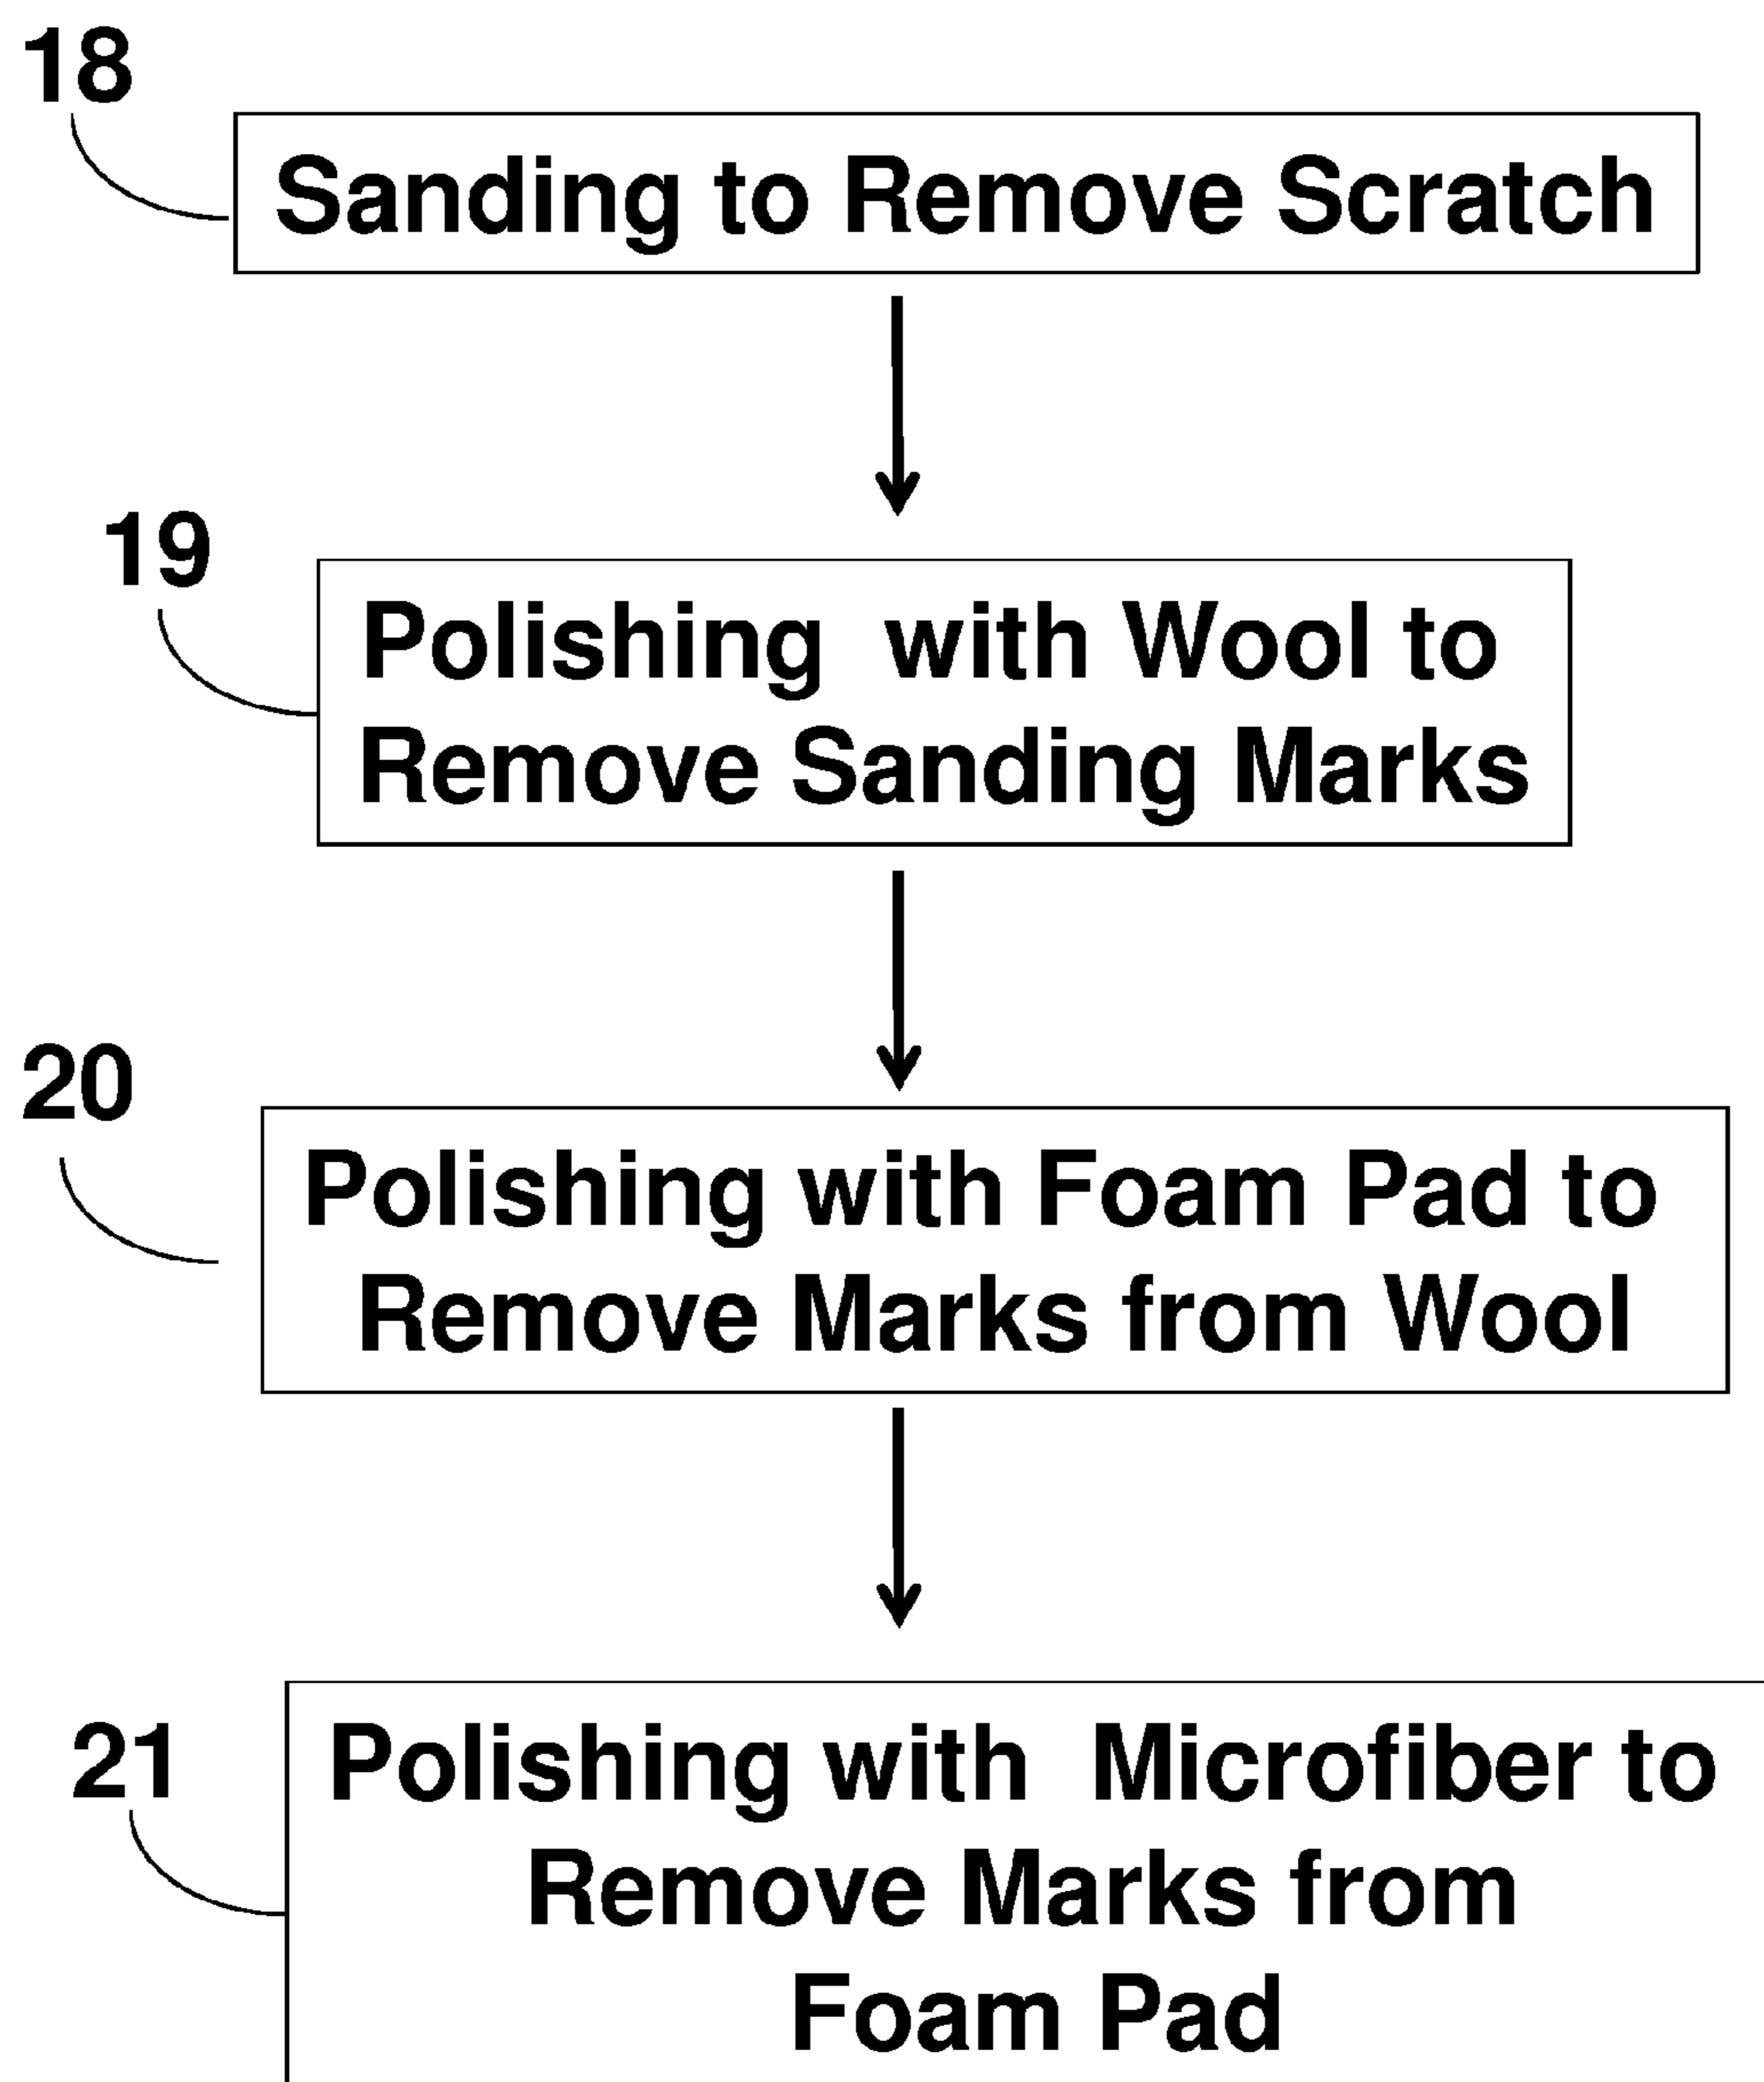 18
Sanding to Remove Scratch
19
Polishing with Wool to
Remove Sanding Marks
20
Polishing with Foam Pad to
Remove Marks from Wool
21
Polishing with Microfiber to
Remove Marks from
Foam Pad